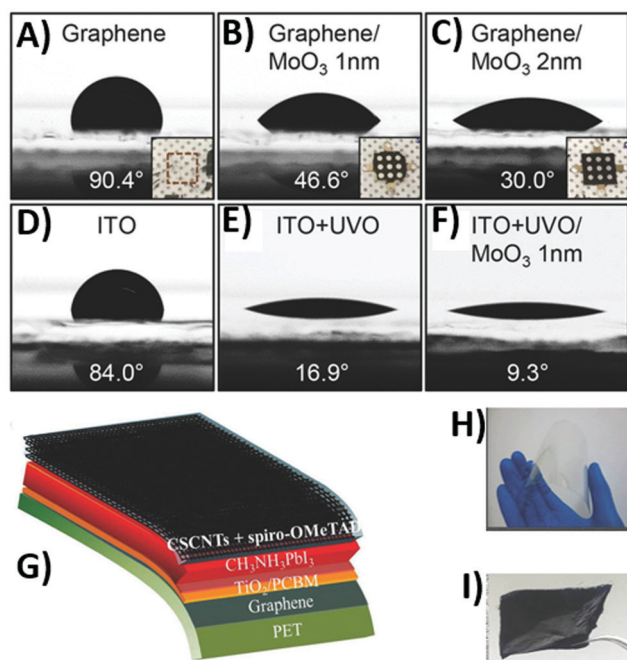 A) Graphene
90.4°
B) Graphene/
MoO₃ 1nm
46.6°
C) Graphene/
MoO₃ 2nm
30.0°
D) ITO
84.0°
E) ITO+UVO
16.9°
F) ITO+UVO/
MoO₃ 1nm
9.3°
G)
CSCNTs + spiro-OMeTAD
CH₃NH₃PbI₃
TiO₂/PCBM
Graphene
PET
H)
I)